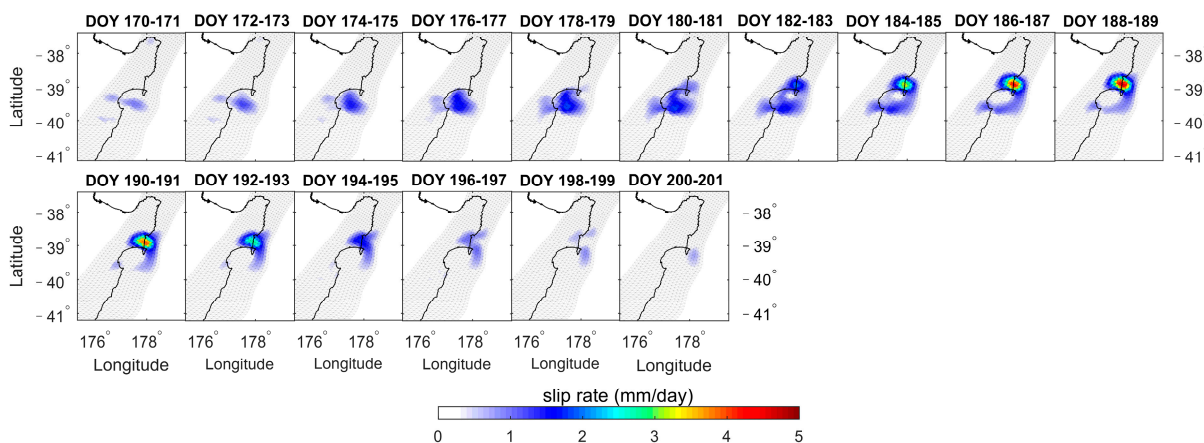 DOY 170-171 DOY 172-173 DOY 174-175 DOY 176-177 DOY 178-179 DOY 180-181 DOY 182-183 DOY 184-185 DOY 186-187 DOY 188-189
Latitude
- 38°
- 39°
- 40°
- 41°
- 38°
- 39°
- 40°
- 41
DOY 190-191 DOY 192-193 DOY 194-195 DOY 196-197 DOY 198-199 DOY 200-201
Latitude
- 38°
- 39°
- 40°
- 41°
- 38°
- 39°
- 40°
- 41°
176° 178° 176° 178° 176° 178° 176° 178° 176° 178° 176° 178°
Longitude Longitude Longitude Longitude Longitude Longitude
slip rate (mm/day)
0 1 2 3 4 5